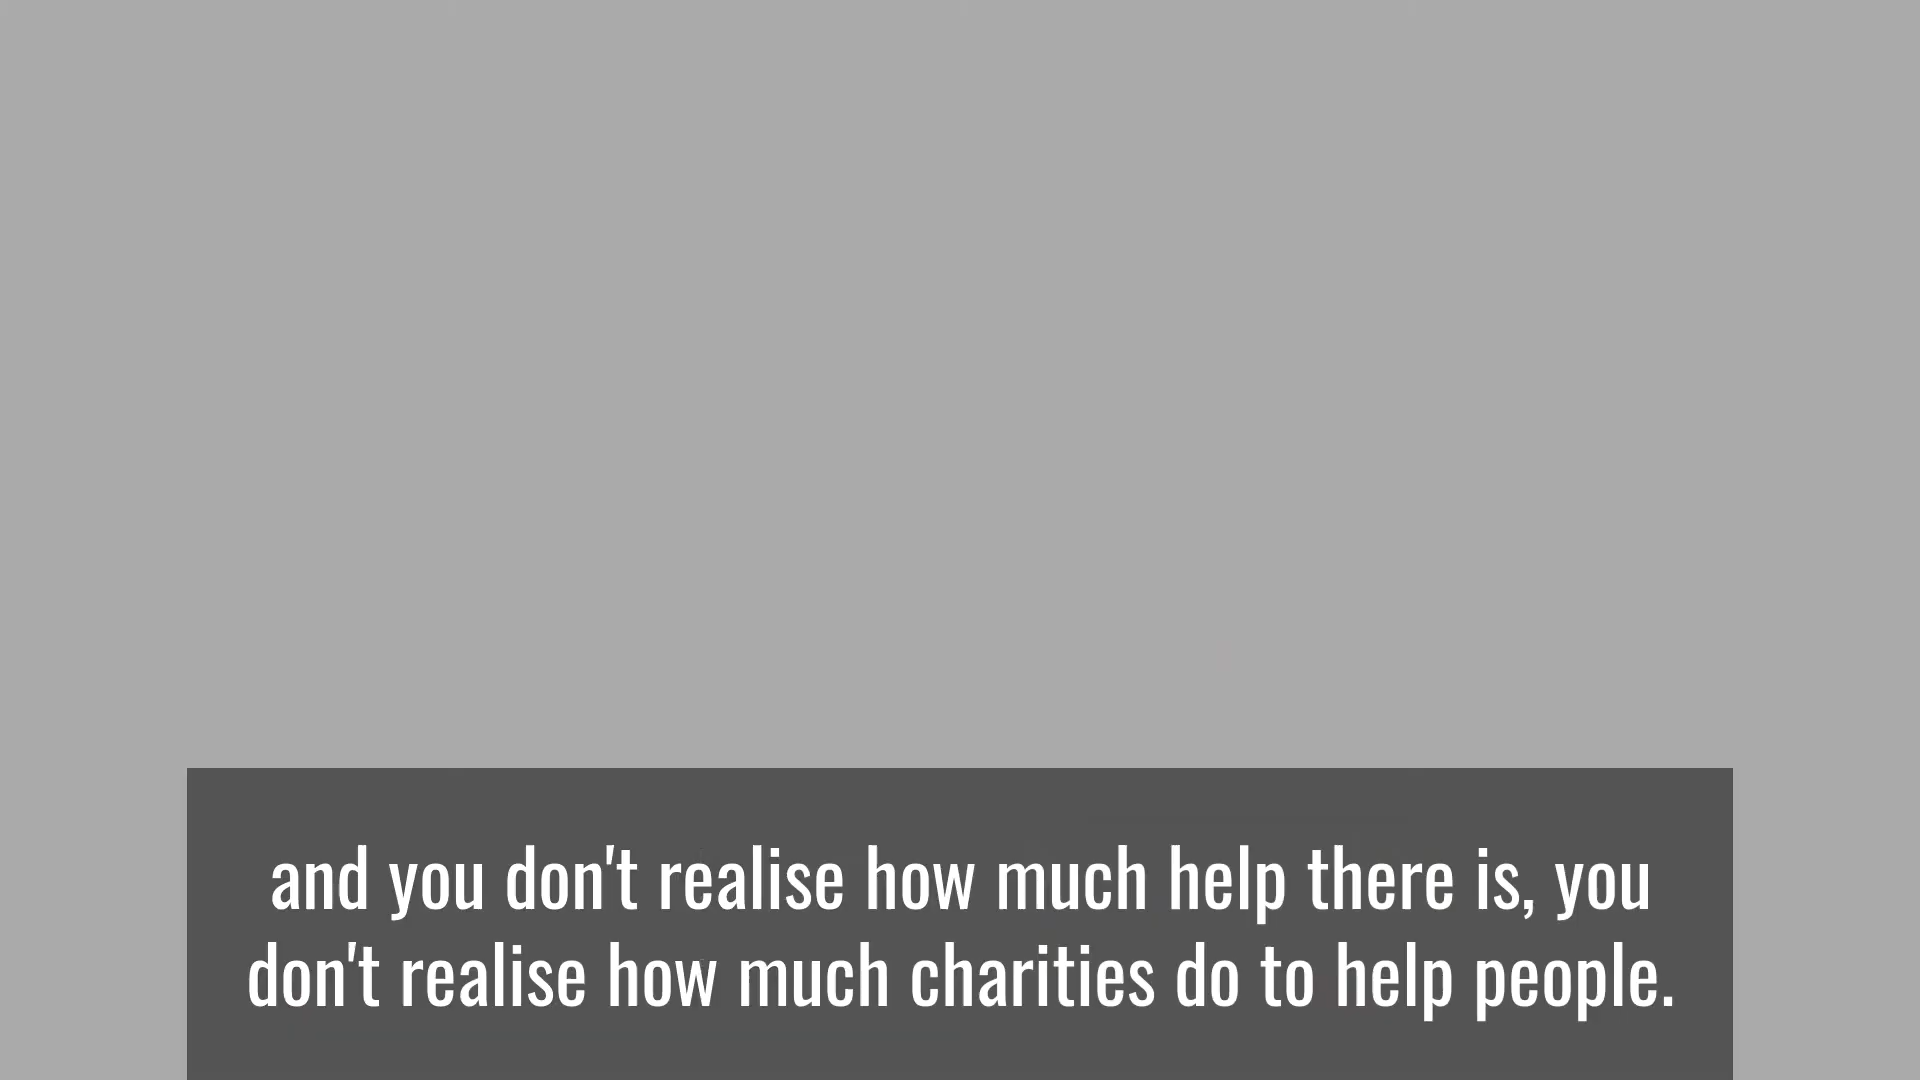 and you don't realise how much help there is, you
don't realise how much charities do to help people.